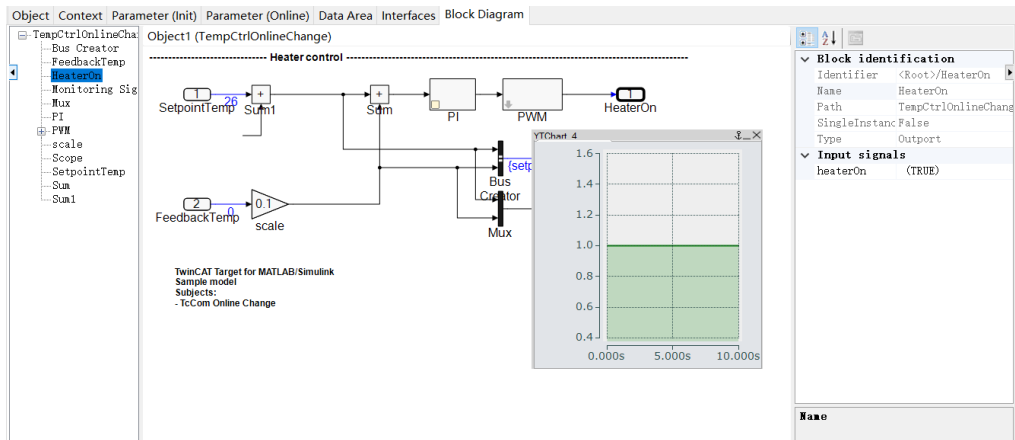 Object Context Parameter (Init) Parameter (Online) Data Area Interfaces Block Diagram
TempCtrlOnlineCha
Bus Creator
FeedbackTemp
HeaterOn
Monitoring Sig
Mux
PI
PWM
scale
Scope
SetpointTemp
Sum
Sum1
Object1 (TempCtrlOnlineChange)
Heater control
1
26
SetpointTemp
+
Sum1
+
Sum
PI
PWM
1
HeaterOn
{setp
Bus
Creator
Mux
2
0
FeedbackTemp
0.1
scale
TwinCAT Target for MATLAB/Simulink
Sample model
Subjects:
- TcCom Online Change
YTChart 4
1.6
1.4
1.2
1.0
0.8
0.6
0.4
0.000s 5.000s 10.000s
Block identification
Identifier <Root>/HeaterOn
Name HeaterOn
Path TempCtrlOnlineChang
SingleInstanc False
Type Outport
Input signals
heaterOn (TRUE)
Name